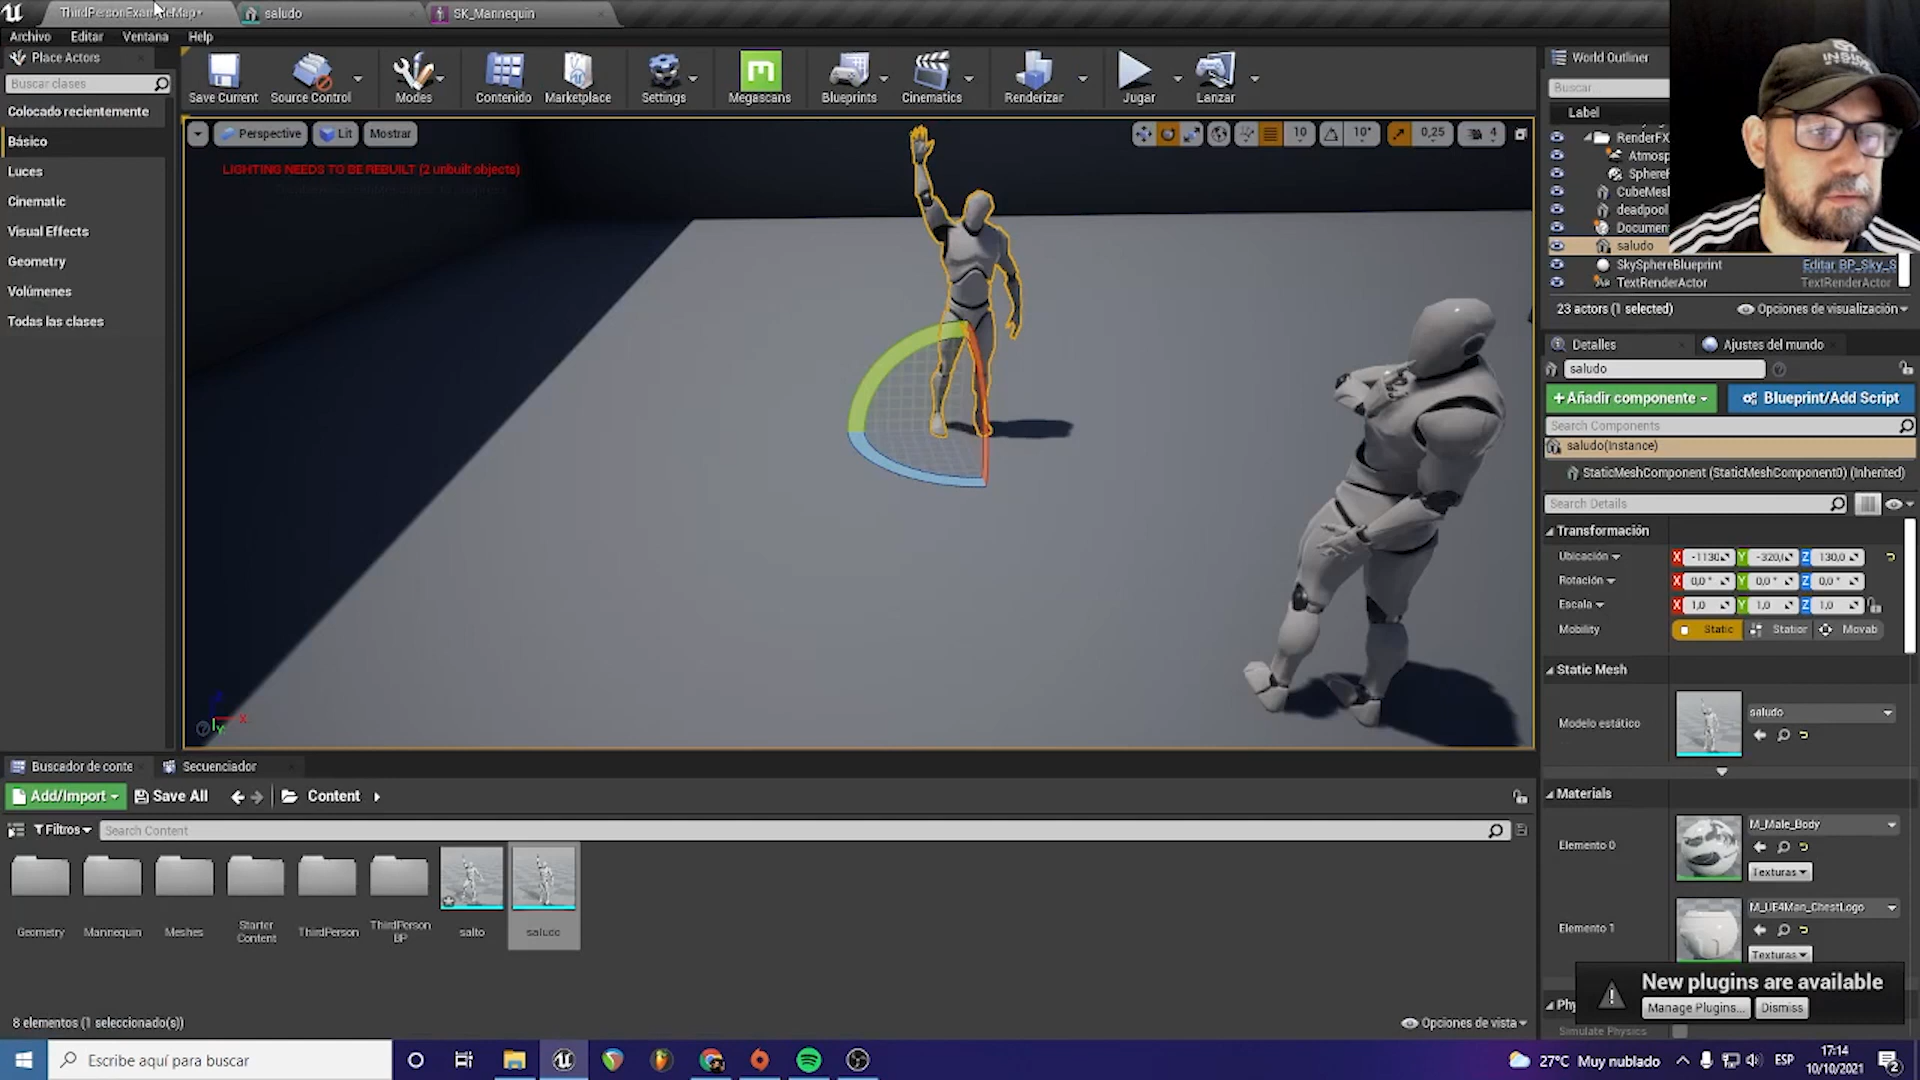 ThirdPersonExampleMap*
saludo
SK_Mannequin
Archivo
Editar
Ventana
Help
Place Actors
Buscar clases
Colocado recientemente
Básico
Luces
Cinematic
Visual Effects
Geometry
Volúmenes
Todas las clases
Save Current
Source Control
Modes
Contenido
Marketplace
Settings
Megascans
Blueprints
Cinematics
Renderizar
Jugar
Lanzar
Perspective
Lit
Mostrar
10
10°
0,25
4
LIGHTING NEEDS TO BE REBUILT (2 unbuilt objects)
World Outliner
Buscar...
Label
RenderFX
Atmosp
SphereR
CubeMesh
deadpool
Documen
saludo
SkySphereBlueprint
Editar BP_Sky_S
TextRenderActor
TextRenderActor
23 actors (1 selected)
Opciones de visualización
Detalles
Ajustes del mundo
saludo
+Añadir componente
Blueprint/Add Script
Search Components
saludo(Instance)
StaticMeshComponent (StaticMeshComponent0) (Inherited)
Search Details
Transformación
Ubicación
X -1130
Y -320,(
Z 130,0
Rotación
X 0,0 °
Y 0,0 °
Z 0,0 °
Escala
X 1,0
Y 1,0
Z 1,0
Mobility
Static
Station
Movab
Static Mesh
Modelo estático
saludo
Materials
Elemento 0
M_Male_Body
Texturas
Elemento 1
M_UE4Man_ChestLogo
Texturas
New plugins are available
Manage Plugins...
Dismiss
Simulate Physics
Buscador de conte
Secuenciador
Add/Import
Save All
Content
Filtros
Search Content
Geometry
Mannequin
Meshes
Starter
Content
ThirdPerson
ThirdPerson
BP
salto
saludo
8 elementos (1 seleccionado(s))
Opciones de vista
Escribe aquí para buscar
27°C Muy nublado
ESP
17:14
10/10/2021
2